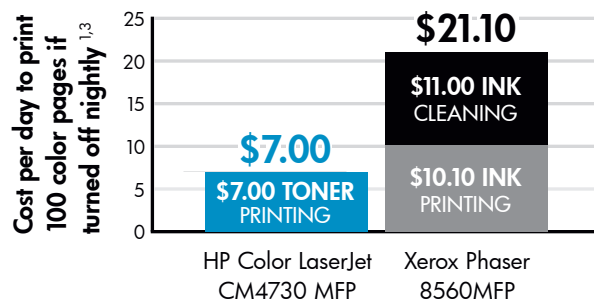 Cost per day to print
100 color pages if
turned off nightly 1,3
25
20
15
10
5
0
$7.00
$7.00 TONER
PRINTING
$21.10
$11.00 INK
CLEANING
$10.10 INK
PRINTING
HP Color LaserJet
CM4730 MFP
Xerox Phaser
8560MFP